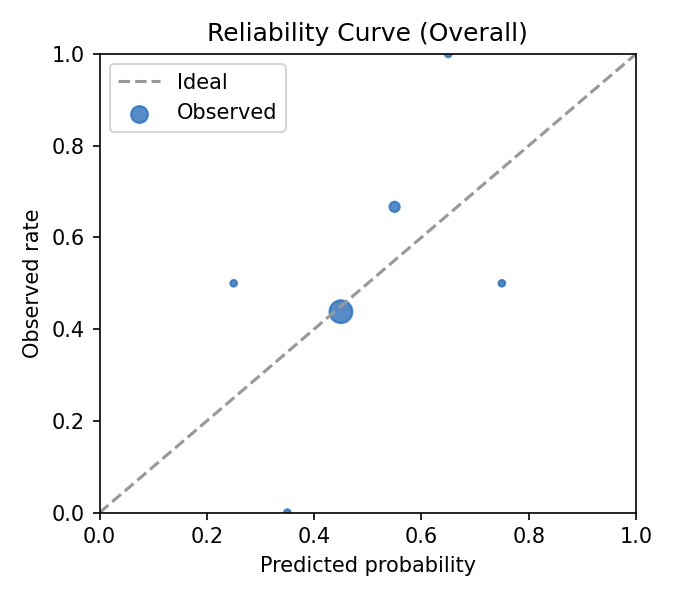 Reliability Curve (Overall)
Ideal
Observed
1.0
0.8
0.6
0.4
0.2
0.0
Observed rate
0.0 0.2 0.4 0.6 0.8 1.0
Predicted probability